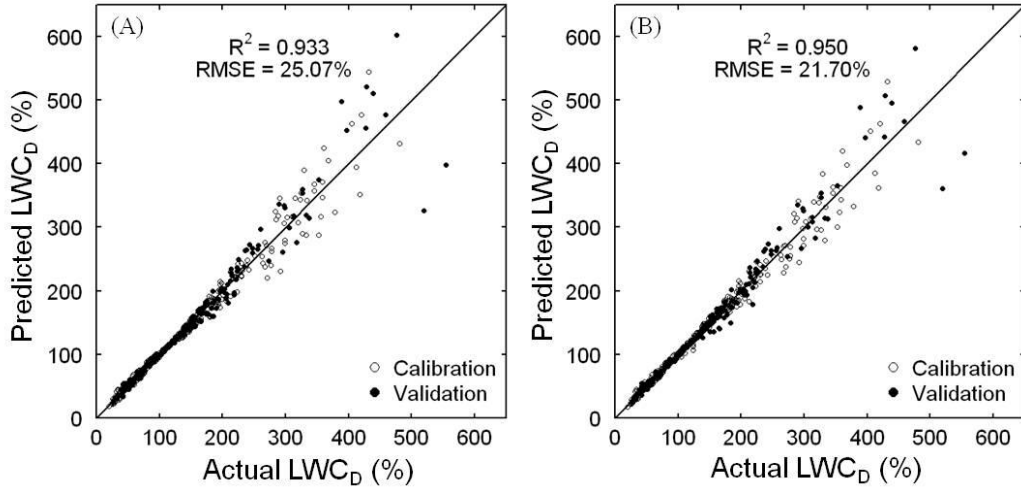 (A)
R² = 0.933
RMSE = 25.07%
Predicted LWC_D (%)
600
500
400
300
200
100
0
Calibration
Validation
0 100 200 300 400 500 600
Actual LWC_D (%)
(B)
R² = 0.950
RMSE = 21.70%
Predicted LWC_D (%)
600
500
400
300
200
100
0
Calibration
Validation
0 100 200 300 400 500 600
Actual LWC_D (%)